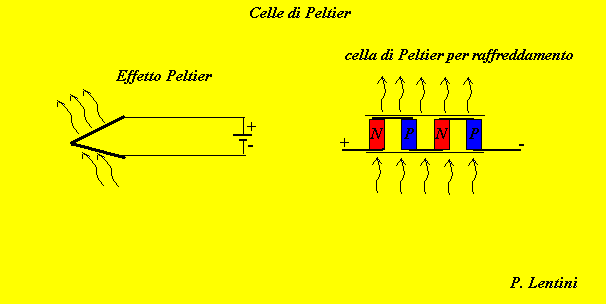 Celle di Peltier
cella di Peltier per raffreddamento
Effetto Peltier
+
-
+ N P N P -
P. Lentini